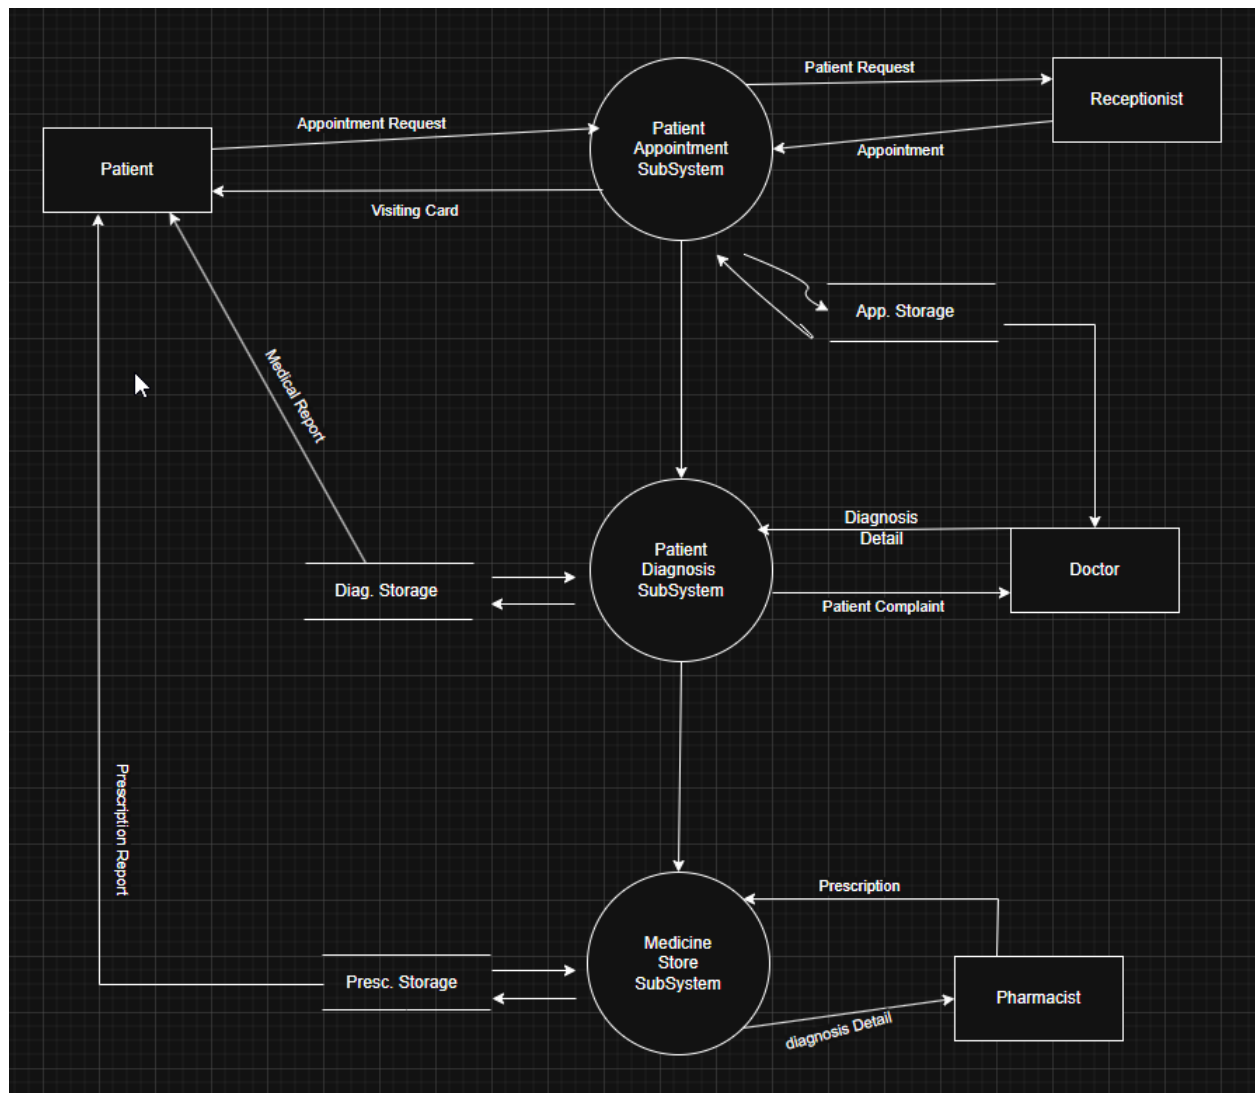 Patient Request
Receptionist
Appointment Request
Patient
Appointment
SubSystem
Appointment
Patient
Visiting Card
App. Storage
Medical Report
Diagnosis
Detail
Patient
Diagnosis
SubSystem
Doctor
Diag. Storage
Patient Complaint
Prescription Report
Prescription
Medicine
Store
SubSystem
Presc. Storage
Pharmacist
diagnosis Detail